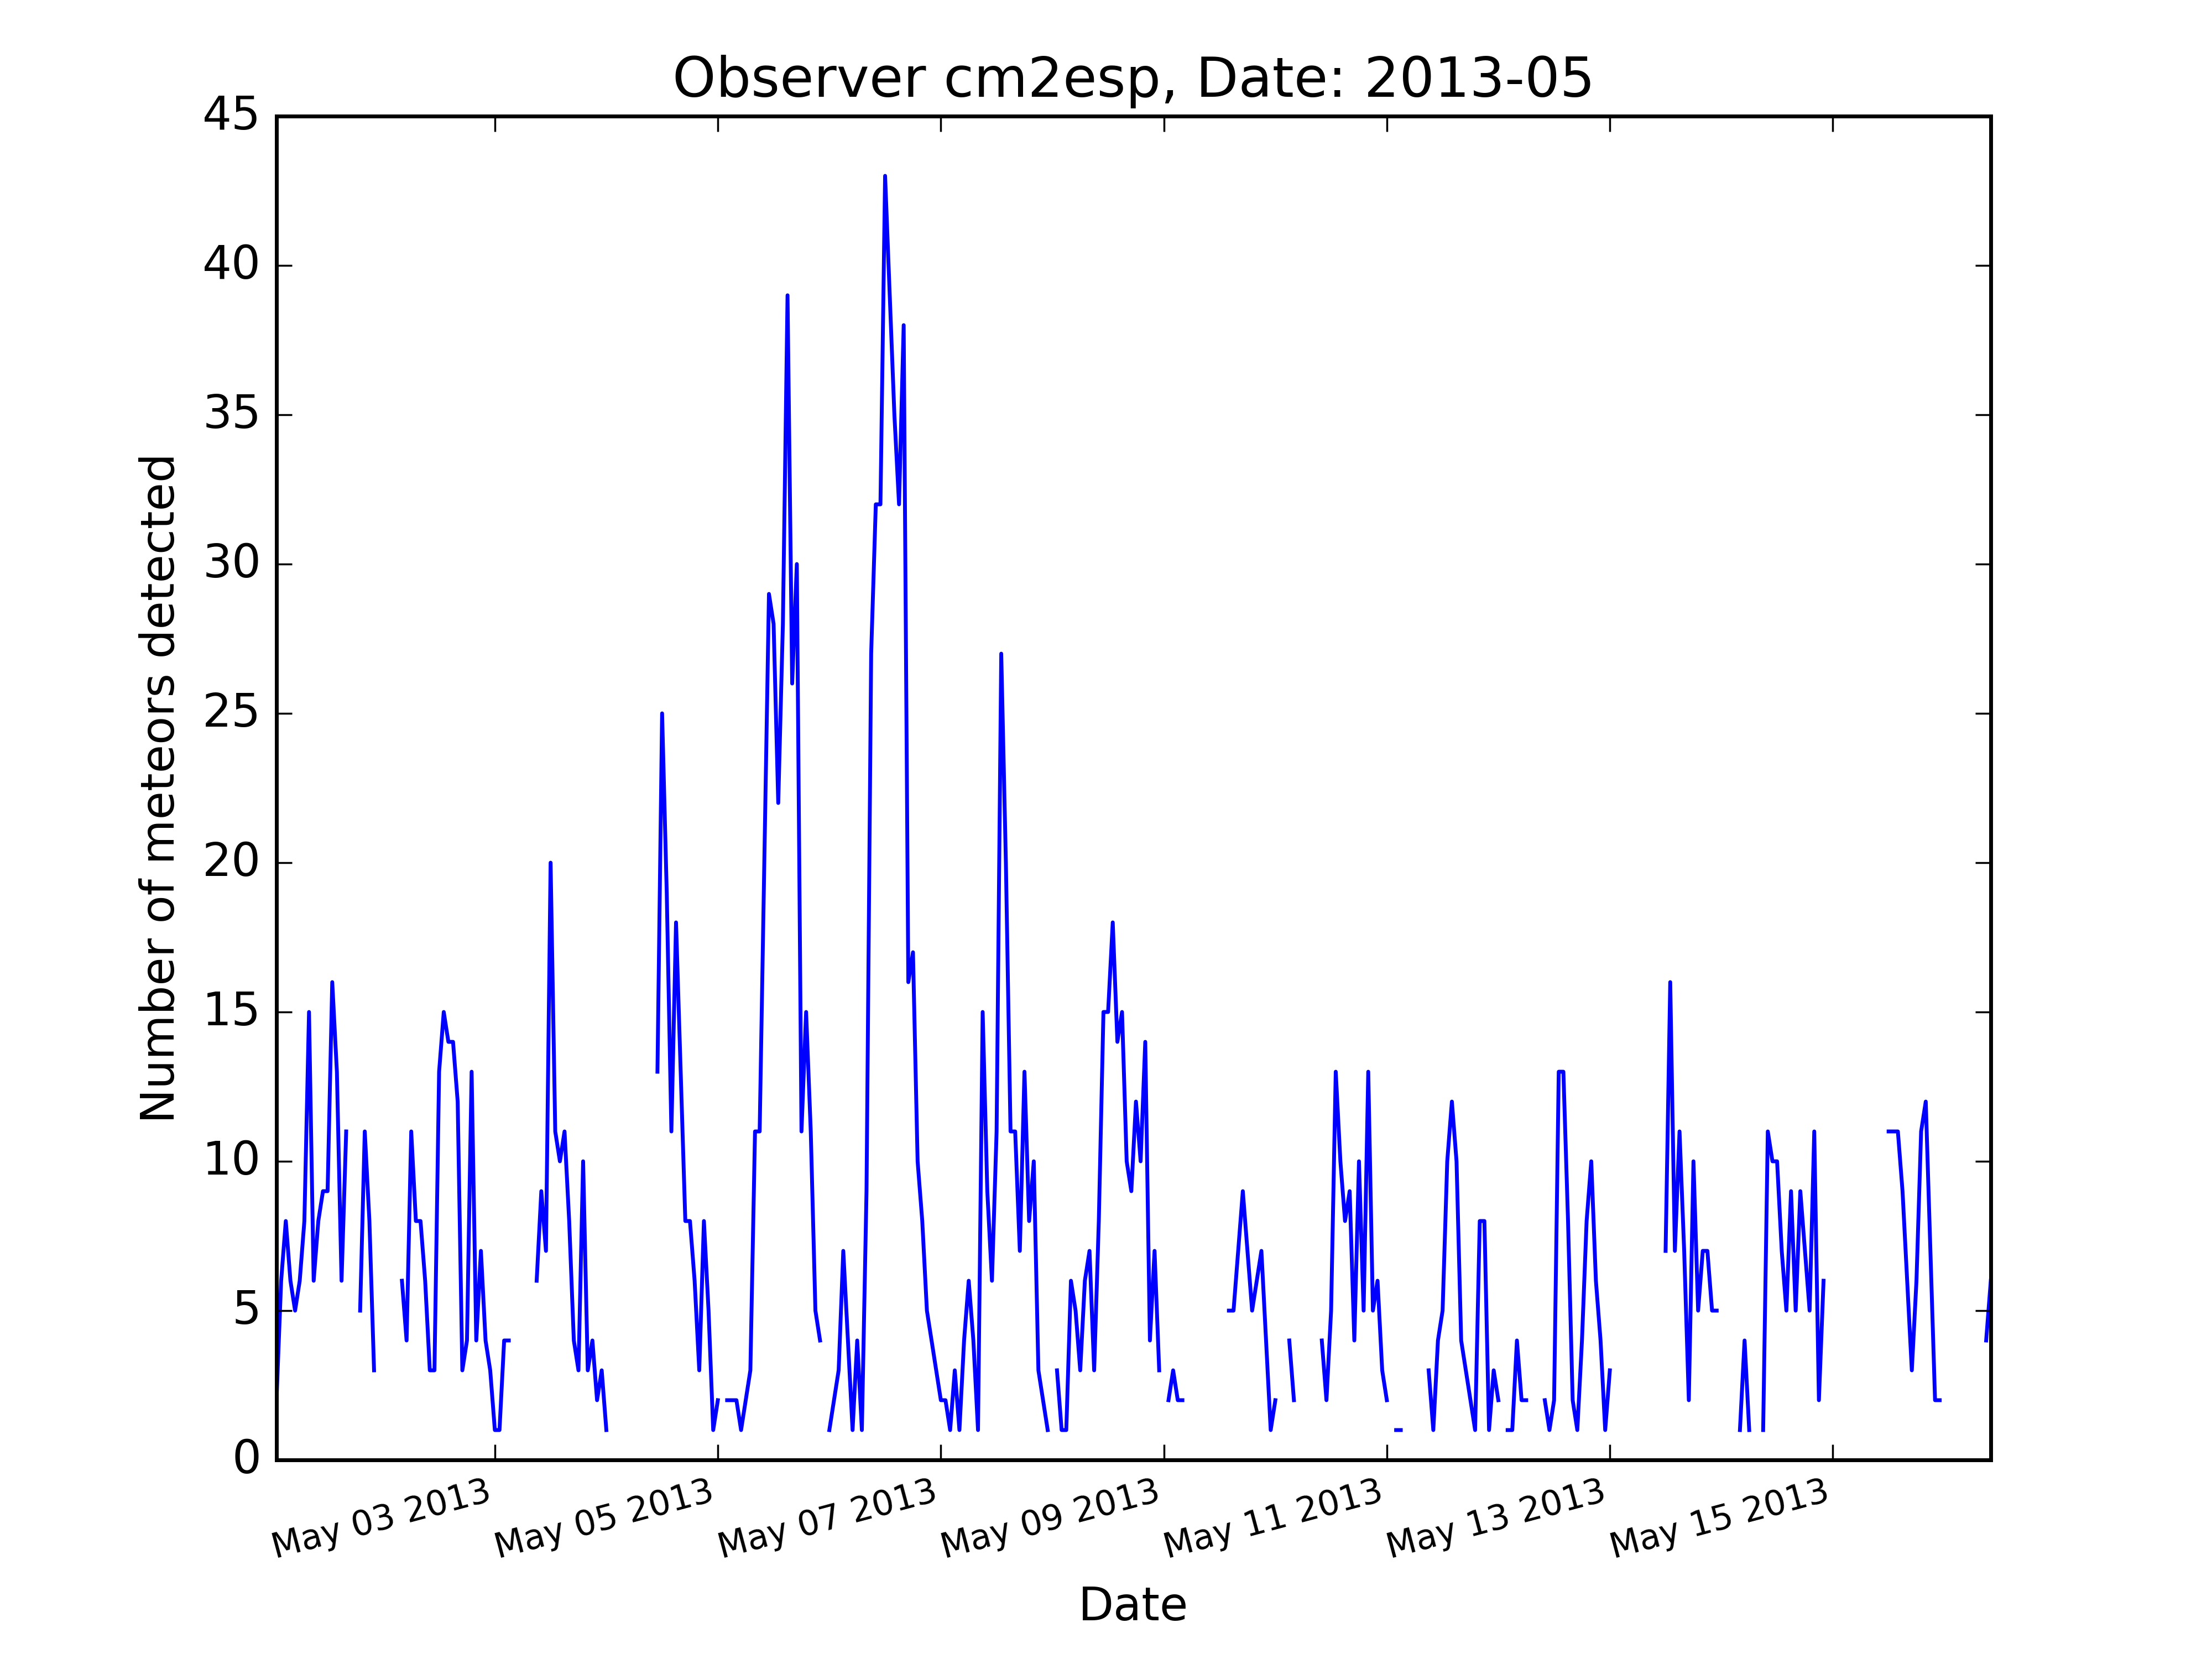 Observer cm2esp, Date: 2013-05
45
40
35
30
25
20
15
10
5
0
Number of meteors detected
May 03 2013
May 05 2013
May 07 2013
May 09 2013
May 11 2013
May 13 2013
May 15 2013
Date